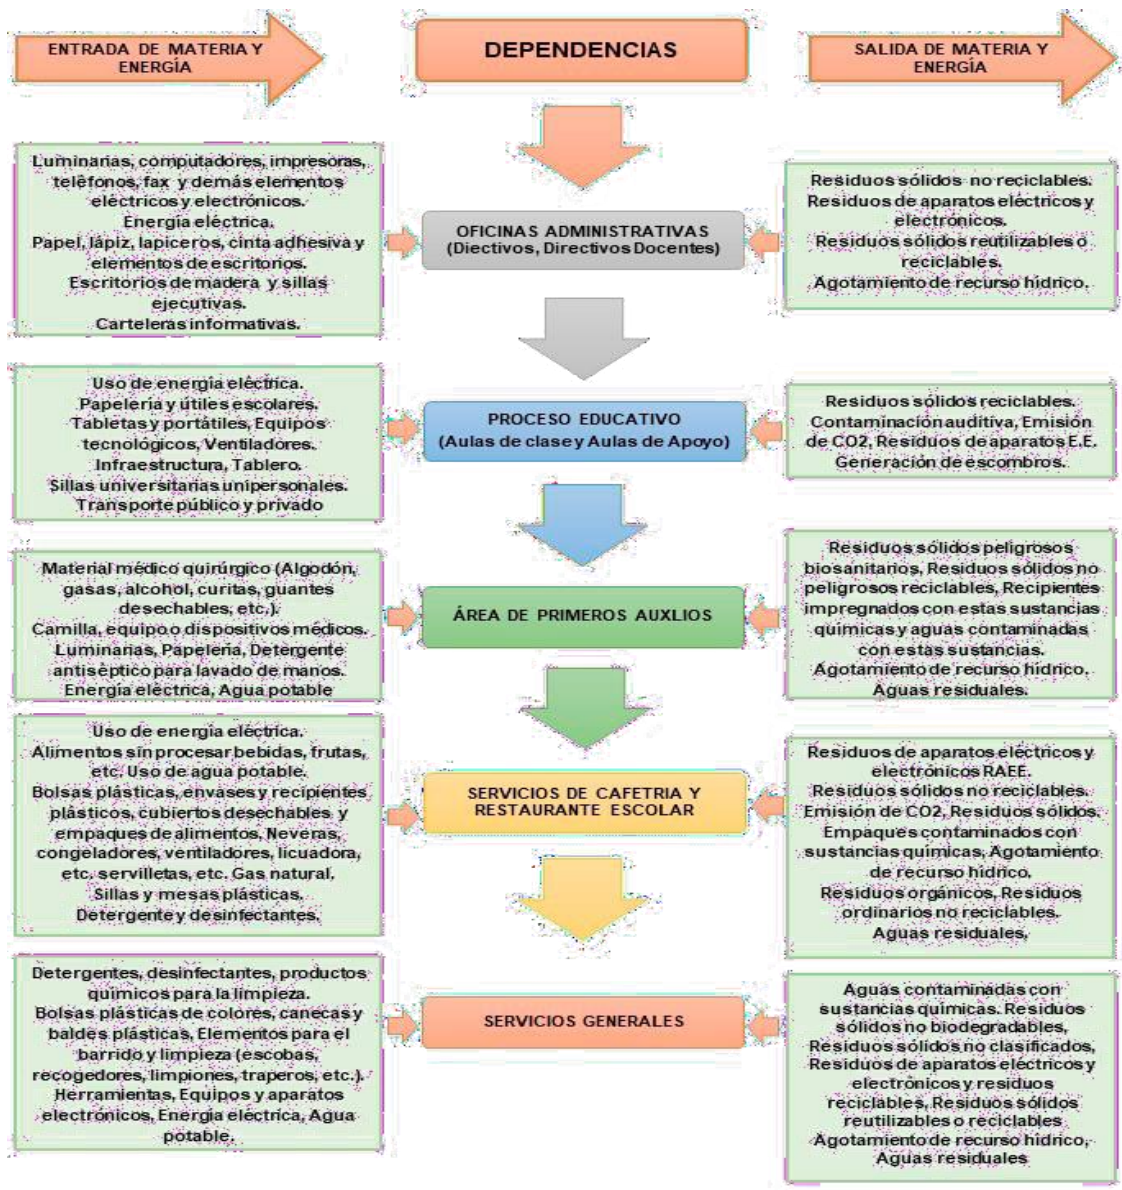 ENTRADA DE MATERIA Y
ENERGÍA
DEPENDENCIAS
SALIDA DE MATERIA Y
ENERGÍA
Luminarias, computadores, impresoras,
teléfonos, fax y demás elementos
eléctricos y electrónicos.
Energía eléctrica.
Papel, lápiz, lapiceros, cinta adhesiva y
elementos de escritorios.
Escritorios de madera y sillas
ejecutivas.
Carteleras informativas.
OFICINAS ADMINISTRATIVAS
(Diectivos, Directivos Docentes)
Residuos sólidos no reciclables.
Residuos de aparatos eléctricos y
electrónicos.
Residuos sólidos reutilizables o
reciclables.
Agotamiento de recurso hídrico.
Uso de energía eléctrica.
Papelería y útiles escolares.
Tabletas y portátiles, Equipos
tecnológicos, Ventiladores.
Infraestructura, Tablero.
Sillas universitarias unipersonales.
Transporte público y privado
PROCESO EDUCATIVO
(Aulas de clase y Aulas de Apoyo)
Residuos sólidos reciclables.
Contaminación auditiva, Emisión
de CO2, Residuos de aparatos E.E.
Generación de escombros.
Material médico quirúrgico (Algodón,
gasas, alcohol, curitas, guantes
desechables, etc.).
Camilla, equipo o dispositivos médicos.
Luminarias, Papelería, Detergente
antiséptico para lavado de manos.
Energía eléctrica, Agua potable
ÁREA DE PRIMEROS AUXLIOS
Residuos sólidos peligrosos
biosanitarios, Residuos sólidos no
peligrosos reciclables, Recipientes
impregnados con estas sustancias
químicas y aguas contaminadas
con estas sustancias.
Agotamiento de recurso hídrico.
Aguas residuales.
Uso de energía eléctrica.
Alimentos sin procesar bebidas, frutas,
etc. Uso de agua potable.
Bolsas plásticas, envases y recipientes
plásticos, cubiertos desechables y
empaques de alimentos, Neveras,
congeladores, ventiladores, licuadora,
etc. servilletas, etc. Gas natural.
Sillas y mesas plásticas.
Detergente y desinfectantes.
SERVICIOS DE CAFETRIA Y
RESTAURANTE ESCOLAR
Residuos de aparatos eléctricos y
electrónicos RAEE.
Residuos sólidos no reciclables.
Emisión de CO2, Residuos sólidos.
Empaques contaminados con
sustancias químicas, Agotamiento
de recurso hídrico.
Residuos orgánicos, Residuos
ordinarios no reciclables.
Aguas residuales,
Detergentes, desinfectantes, productos
químicos para la limpieza.
Bolsas plásticas de colores, canecas y
baldes plásticas, Elementos para el
barrido y limpieza (escobas,
recogedores, limpiones, traperos, etc.).
Herramientas, Equipos y aparatos
electrónicos, Energía eléctrica, Agua
potable.
SERVICIOS GENERALES
Aguas contaminadas con
sustancias químicas. Residuos
sólidos no biodegradables,
Residuos sólidos no clasificados,
Residuos de aparatos eléctricos y
electrónicos y residuos
reciclables, Residuos sólidos
reutilizables o reciclables
Agotamiento de recurso hídrico,
Aguas residuales